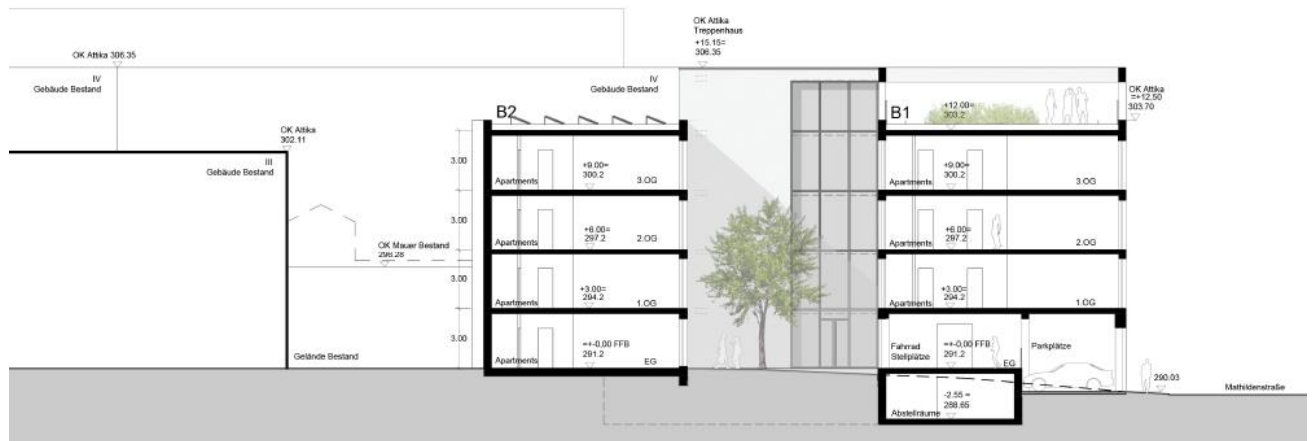 OK Attika
Treppenhaus
+15.15=
306.35
OK Attika 306.35
IV
Gebäude Bestand
IV
Gebäude Bestand
OK Attika
=+12,50
303.70
B2
B1
+12.00=
303.2
OK Attika
302.11
III
Gebäude Bestand
3.00
Apartments
+9.00=
300.2
3.OG
Apartments
+9.00=
300.2
3.OG
3.00
Apartments
+6.00=
297.2
2.OG
Apartments
+6.00=
297.2
2.OG
OK Mauer Bestand
296.28
3.00
Apartments
+3.00=
294.2
1.OG
Apartments
+3.00=
294.2
1.OG
3.00
Gelände Bestand
Apartments
=+-0,00 FFB
291.2
EG
Fahrrad
Stellplätze
=+-0,00 FFB
291.2
EG
Parkplätze
290.03
Mathildenstraße
-2.55 =
288.65
Abstellräume